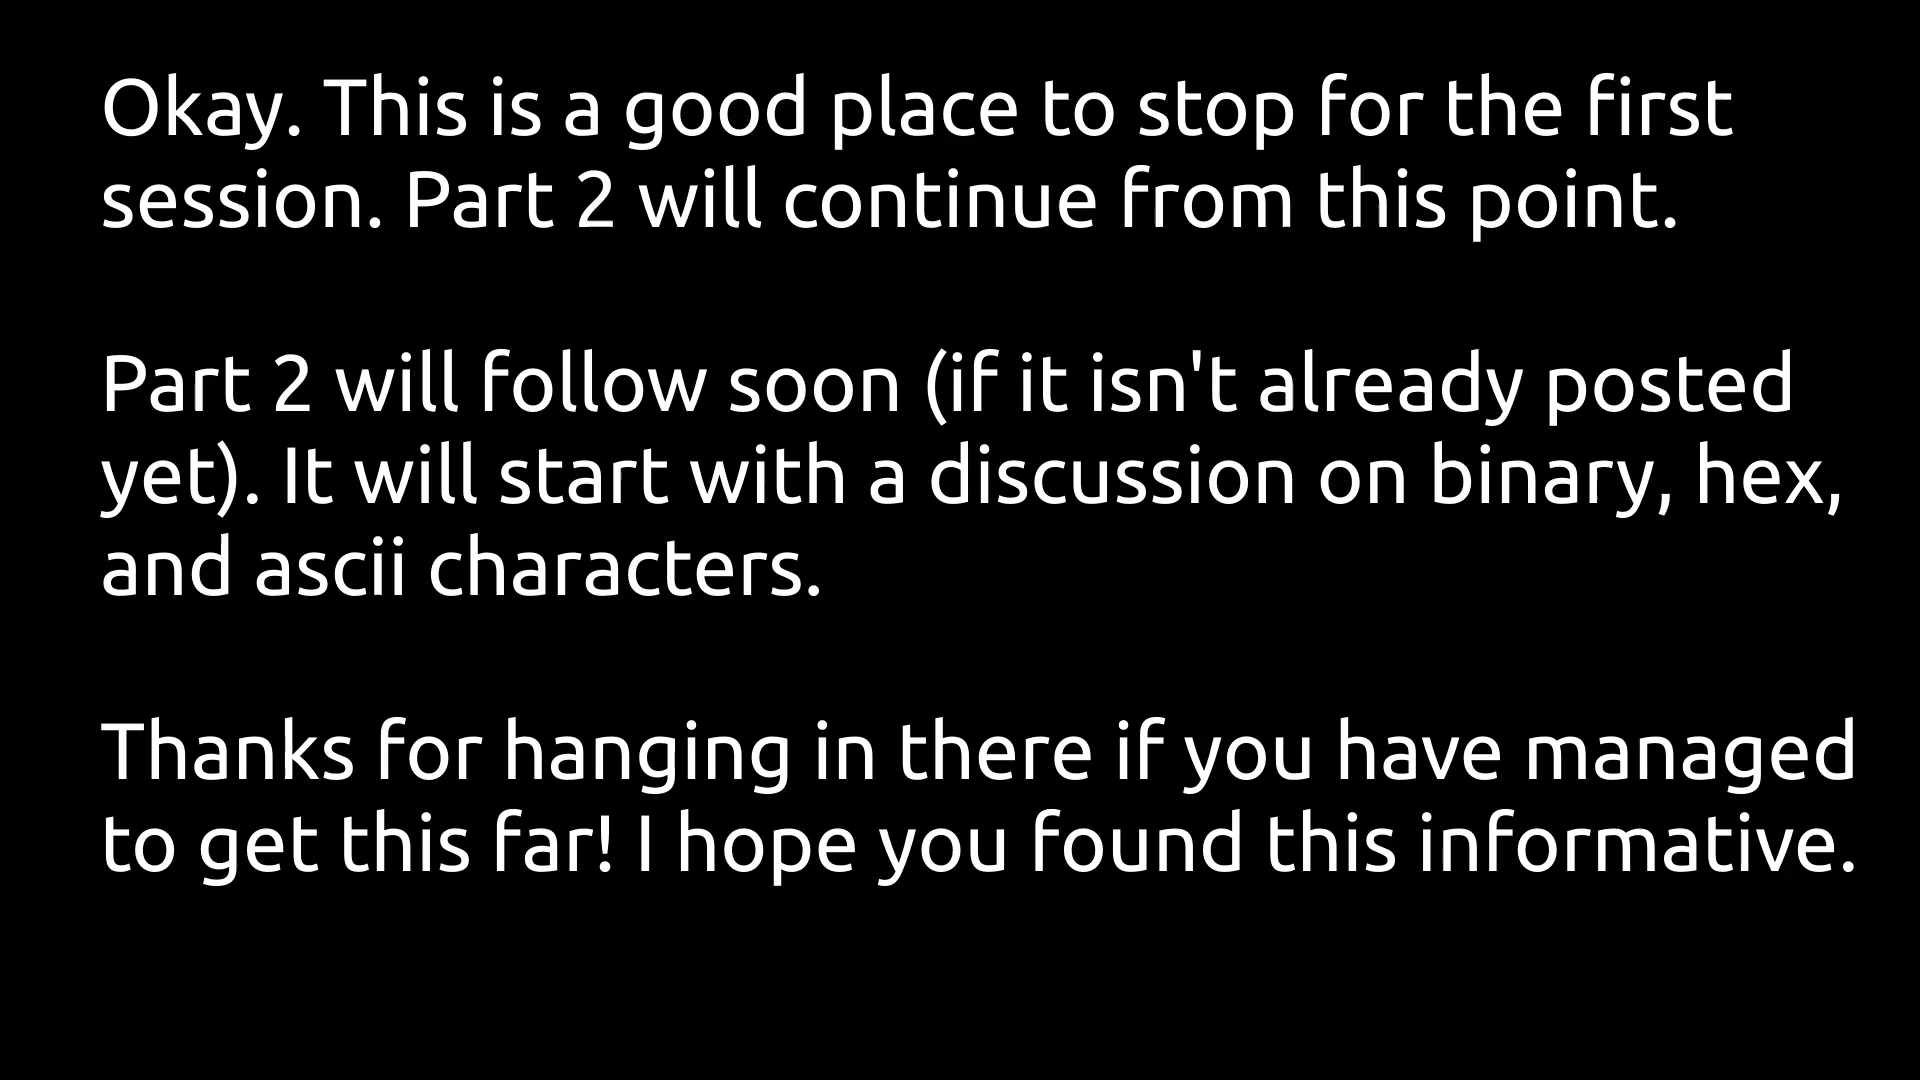 Okay. This is a good place to stop for the first
session. Part 2 will continue from this point.
Part 2 will follow soon (if it isn't already posted
yet). It will start with a discussion on binary, hex,
and ascii characters.
Thanks for hanging in there if you have managed
to get this far! I hope you found this informative.